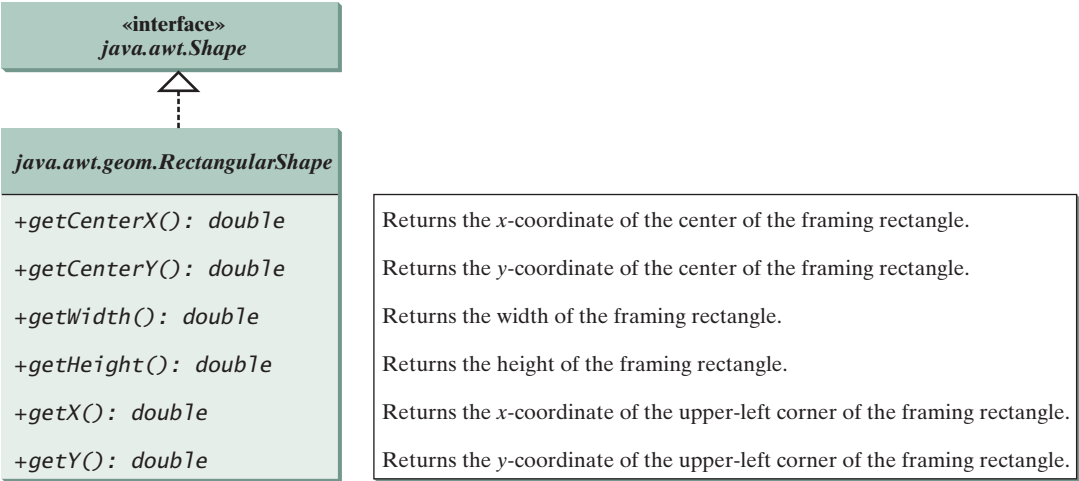 «interface»
java.awt.Shape
java.awt.geom.RectangularShape
+getCenterX(): double
Returns the x-coordinate of the center of the framing rectangle.
+getCenterY(): double
Returns the y-coordinate of the center of the framing rectangle.
+getWidth(): double
Returns the width of the framing rectangle.
+getHeight(): double
Returns the height of the framing rectangle.
+getX(): double
Returns the x-coordinate of the upper-left corner of the framing rectangle.
+getY(): double
Returns the y-coordinate of the upper-left corner of the framing rectangle.